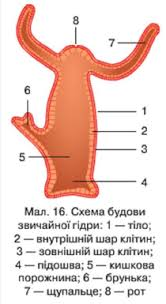 8
7
6
1
2
3
5
4
Мал. 16. Схема будови
звичайної гідри: 1 — тіло;
2 — внутрішній шар клітин;
3 — зовнішній шар клітин;
4 — підошва; 5 — кишкова
порожнина; 6 — брунька;
7 — щупальце; 8 — рот